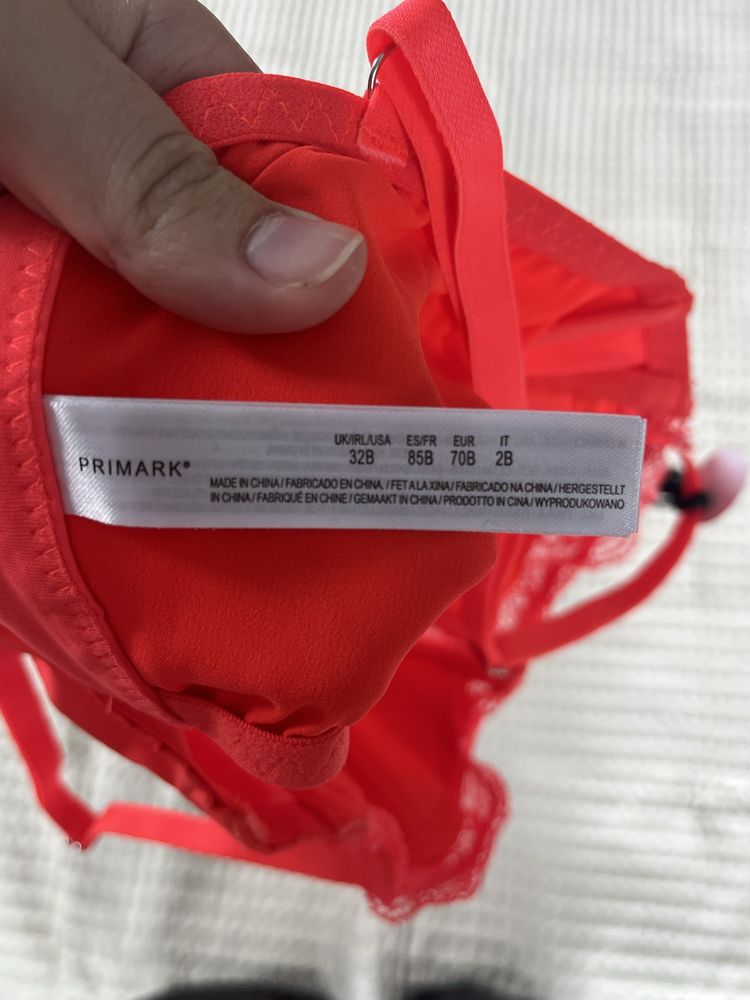 PRIMARK®
UK/IRL/USA ES/FR EUR IT
32B 85B 70B 2B
MADE IN CHINA / FABRICADO EN CHINA. / FET A LA XINA / FABRICADO NA CHINA / HERGESTELLT
IN CHINA / FABRIQUÉ EN CHINE / GEMAAKT IN CHINA / PRODOTTO IN CINA / WYPRODUKOWANO